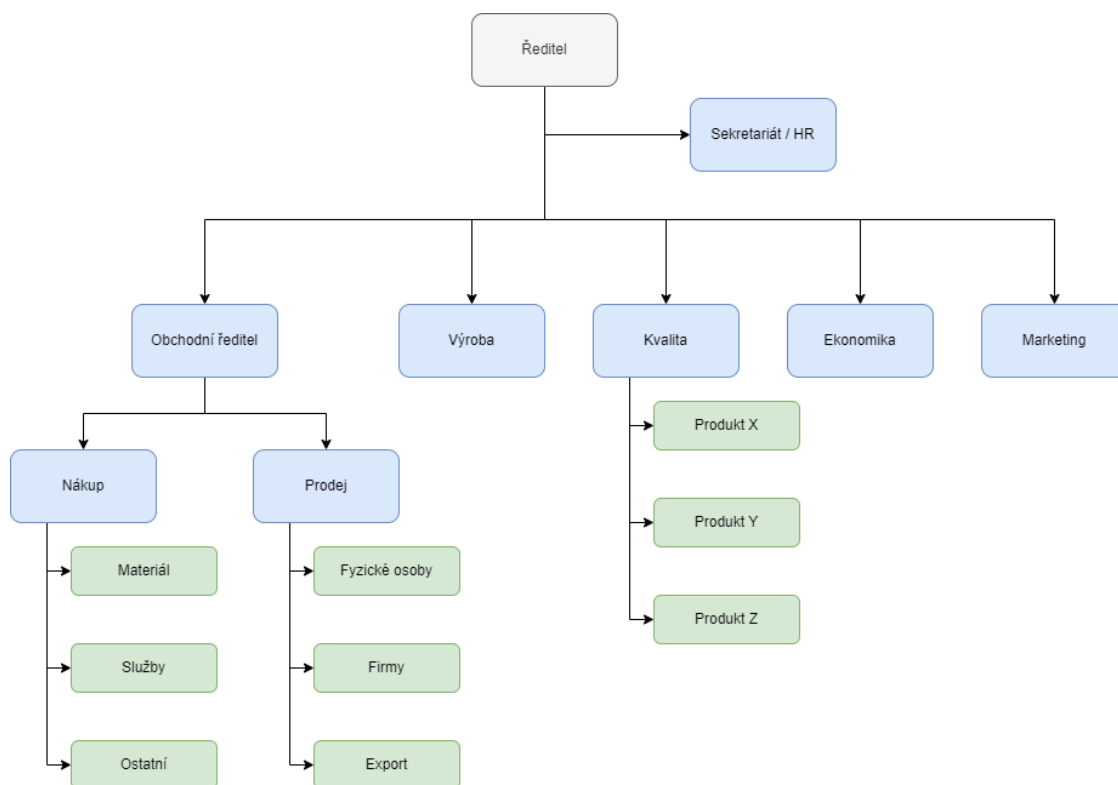 Ředitel
Sekretariát / HR
Obchodní ředitel
Výroba
Kvalita
Ekonomika
Marketing
Produkt X
Nákup
Prodej
Produkt Y
Materiál
Fyzické osoby
Produkt Z
Služby
Firmy
Ostatní
Export